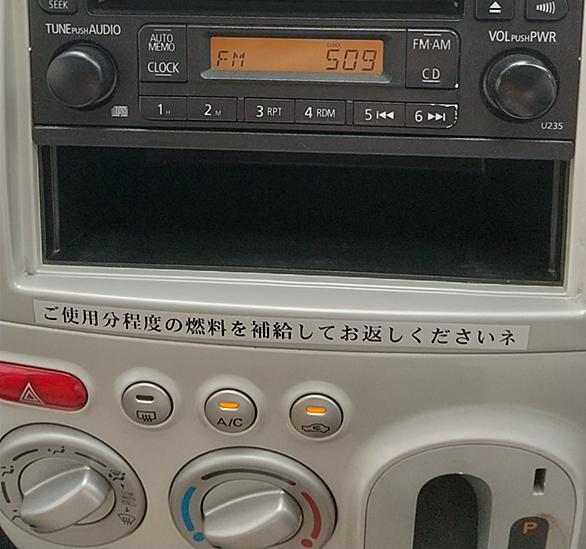 SEEK
TUNE PUSH AUDIO
AUTO
MEMO
CLOCK
FM
CLOCK
509
FM·AM
CD
VOL PUSH PWR
1 H
2 M
3 RPT
4 RDM
5 ⏮
6 ⏭
U235
ご使用分程度の燃料を補給してお返しくださいネ
A/C
P